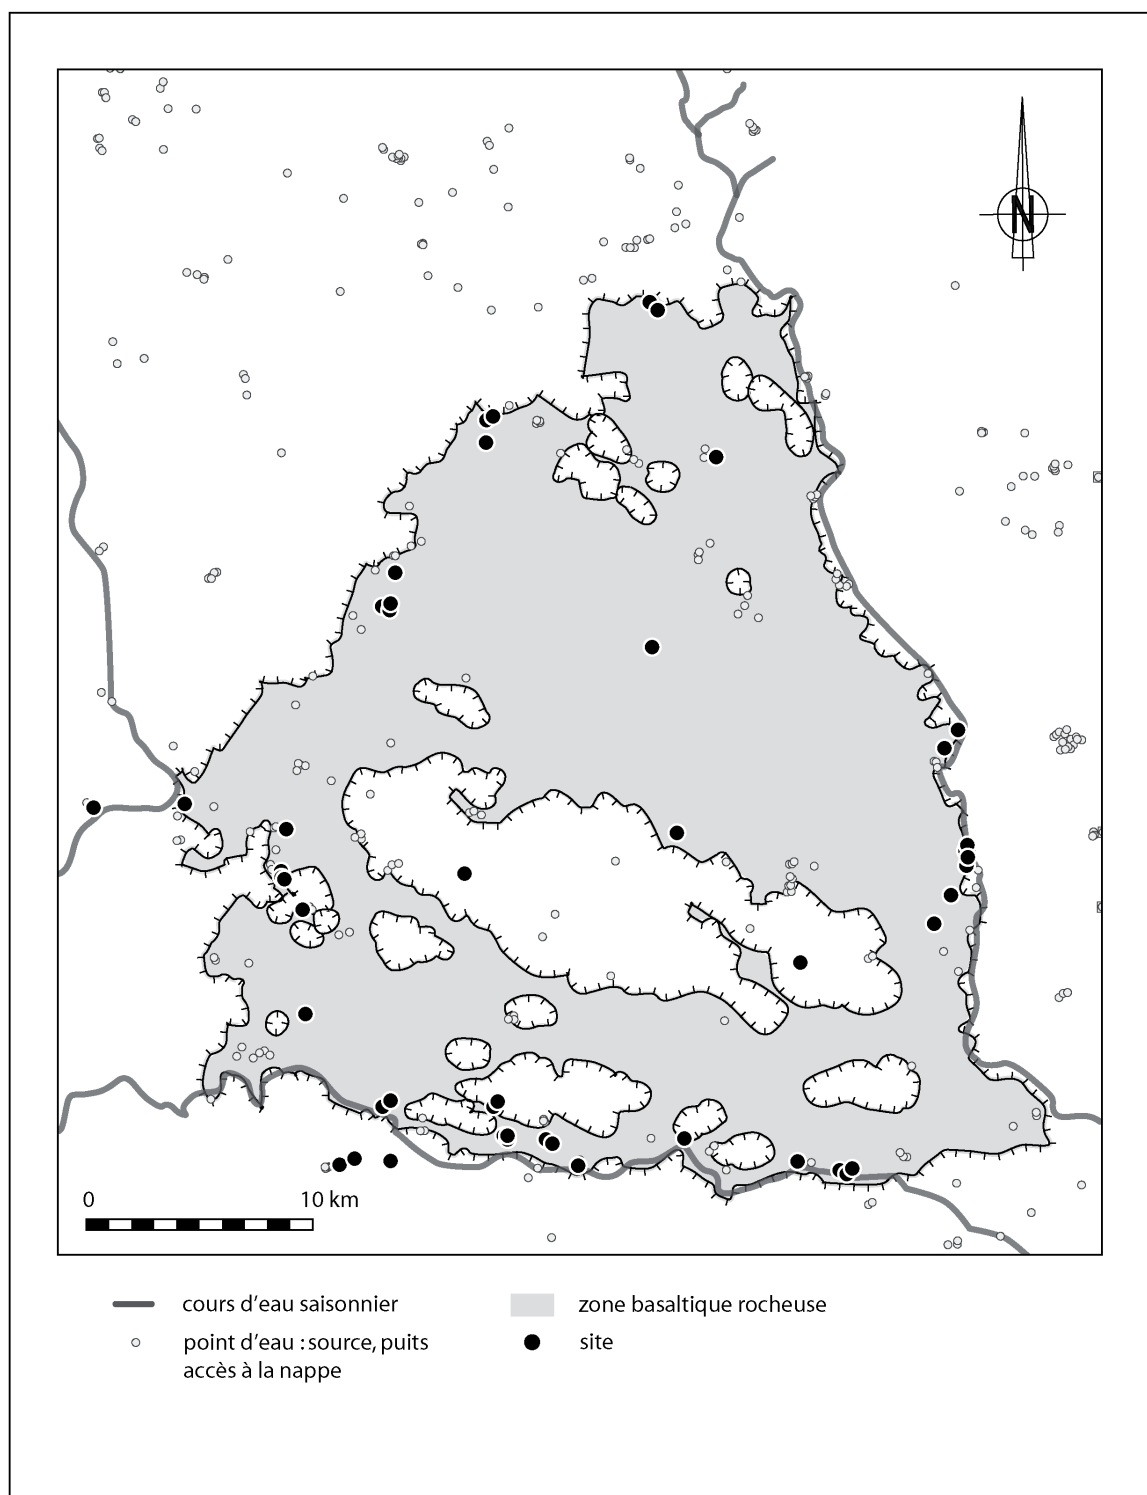 N
0 10 km
cours d'eau saisonnier
zone basaltique rocheuse
point d'eau : source, puits
accès à la nappe
site